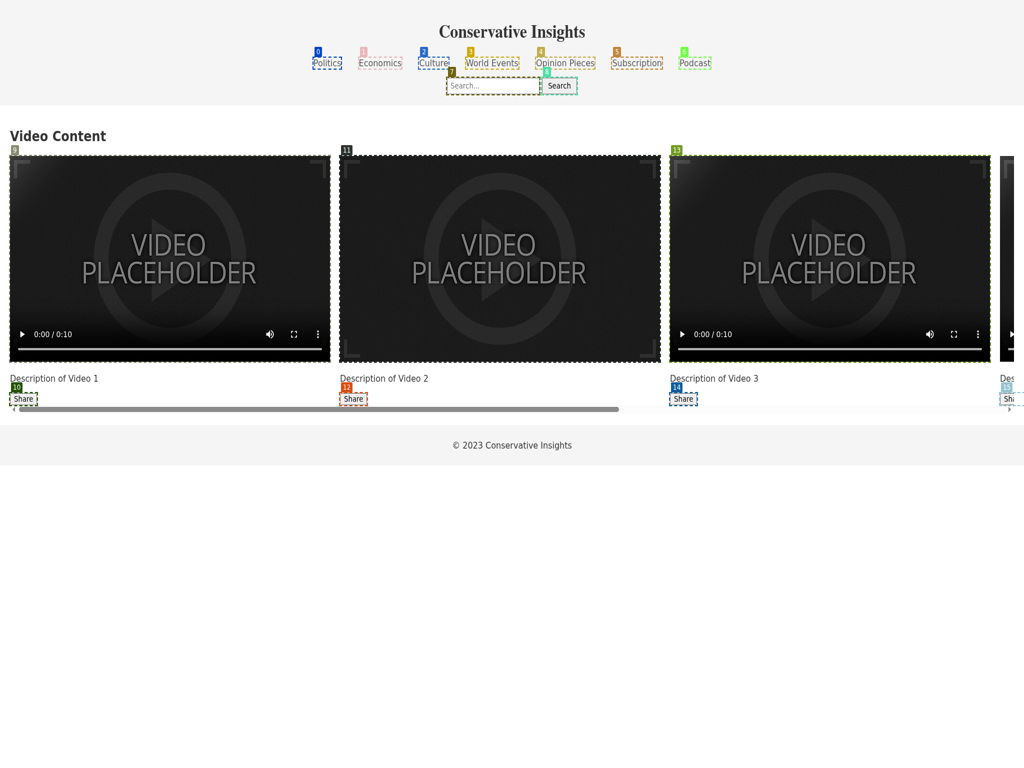 Conservative Insights
0 1 2 3 4 5 6
Politics Economics Culture World Events Opinion Pieces Subscription Podcast
7 8
Search... Search
Video Content
9 11 13
VIDEO PLACEHOLDER
0:00 / 0:10
VIDEO PLACEHOLDER
VIDEO PLACEHOLDER
0:00 / 0:10
Description of Video 1 Description of Video 2 Description of Video 3 Des
10 12 14 15
Share Share Share Sha
© 2023 Conservative Insights